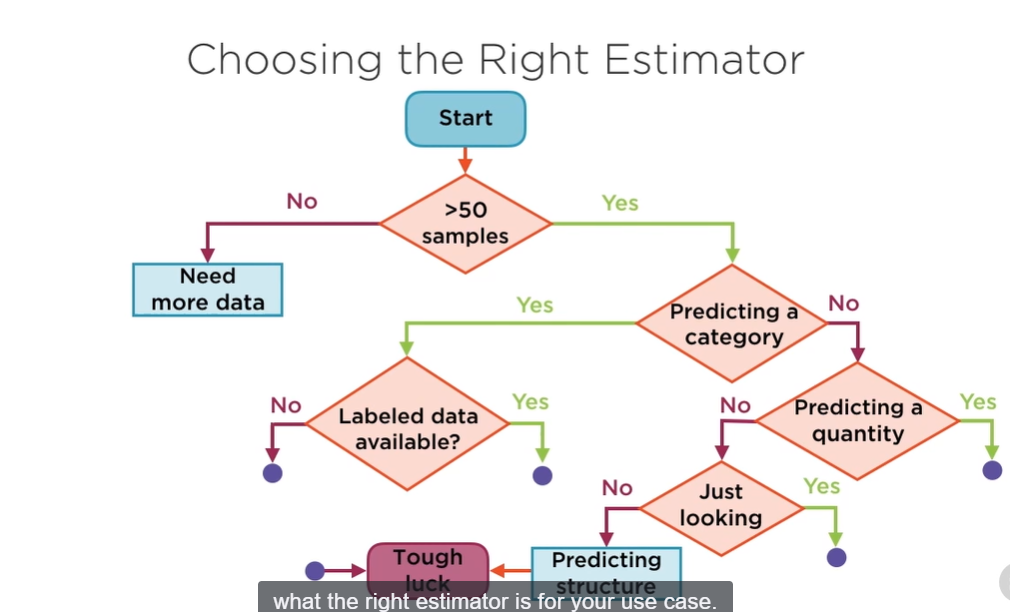 Choosing the Right Estimator
Start
No
>50
samples
Yes
Need
more data
Yes
Predicting a
category
No
No
Labeled data
available?
Yes
No
Predicting a
quantity
Yes
No
Just
looking
Yes
Tough
luck
Predicting
structure
what the right estimator is for your use case.